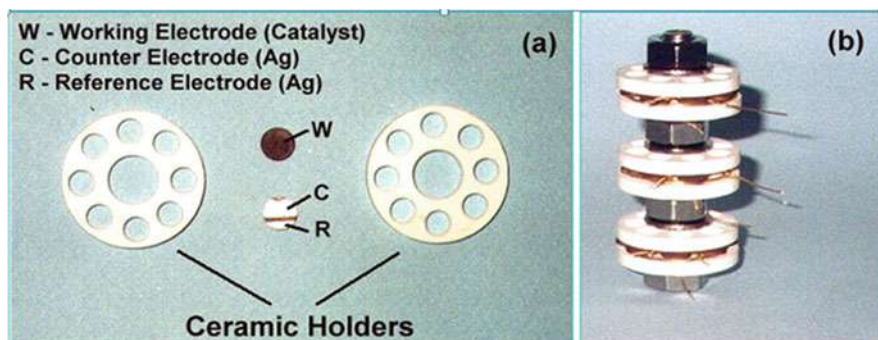 W - Working Electrode (Catalyst)
C - Counter Electrode (Ag)
R - Reference Electrode (Ag)
(a)
W
C
R
Ceramic Holders
(b)